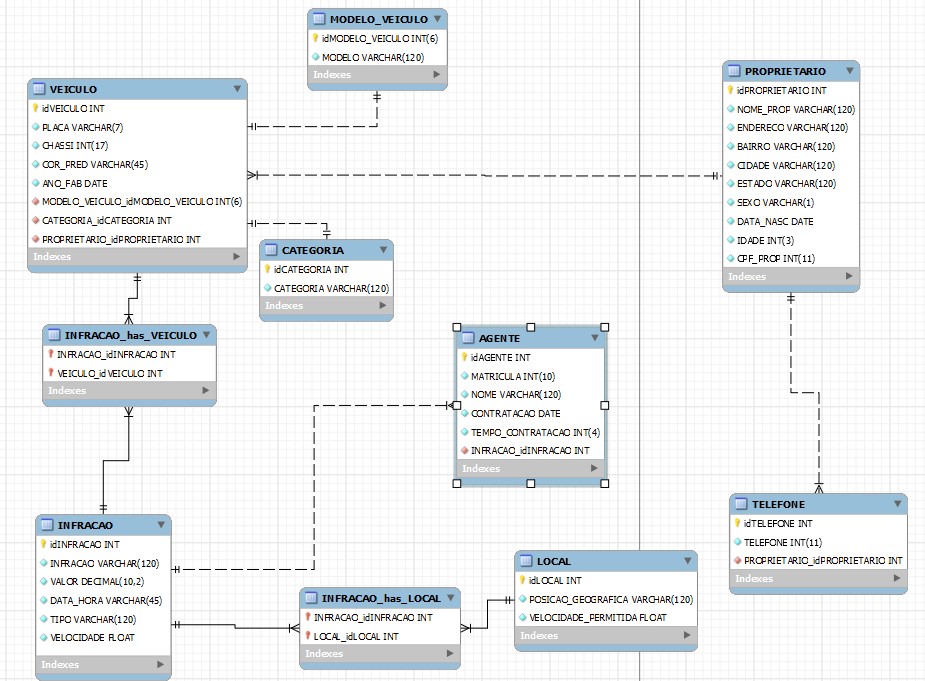 MODELO_VEICULO
idMODELO_VEICULO INT(6)
MODELO VARCHAR(120)
Indexes
VEICULO
idVEICULO INT
PLACA VARCHAR(7)
CHASSI INT(17)
COR_PRED VARCHAR(45)
ANO_FAB DATE
MODELO_VEICULO_idMODELO_VEICULO INT(6)
CATEGORIA_idCATEGORIA INT
PROPRIETARIO_idPROPRIETARIO INT
Indexes
PROPRIETARIO
idPROPRIETARIO INT
NOME_PROP VARCHAR(120)
ENDERECO VARCHAR(120)
BAIRRO VARCHAR(120)
CIDADE VARCHAR(120)
ESTADO VARCHAR(120)
SEXO VARCHAR(1)
DATA_NASC DATE
IDADE INT(3)
CPF_PROP INT(11)
Indexes
CATEGORIA
idCATEGORIA INT
CATEGORIA VARCHAR(120)
Indexes
INFRACAO_has_VEICULO
INFRACAO_idINFRACAO INT
VEICULO_idVEICULO INT
Indexes
AGENTE
idAGENTE INT
MATRICULA INT(10)
NOME VARCHAR(120)
CONTRATACAO DATE
TEMPO_CONTRATACAO INT(4)
INFRACAO_idINFRACAO INT
Indexes
TELEFONE
idTELEFONE INT
TELEFONE INT(11)
PROPRIETARIO_idPROPRIETARIO INT
Indexes
INFRACAO
idINFRACAO INT
INFRACAO VARCHAR(120)
VALOR DECIMAL(10,2)
DATA_HORA VARCHAR(45)
TIPO VARCHAR(120)
VELOCIDADE FLOAT
Indexes
INFRACAO_has_LOCAL
INFRACAO_idINFRACAO INT
LOCAL_idLOCAL INT
Indexes
LOCAL
idLOCAL INT
POSICAO_GEOGRAFICA VARCHAR(120)
VELOCIDADE_PERMITIDA FLOAT
Indexes